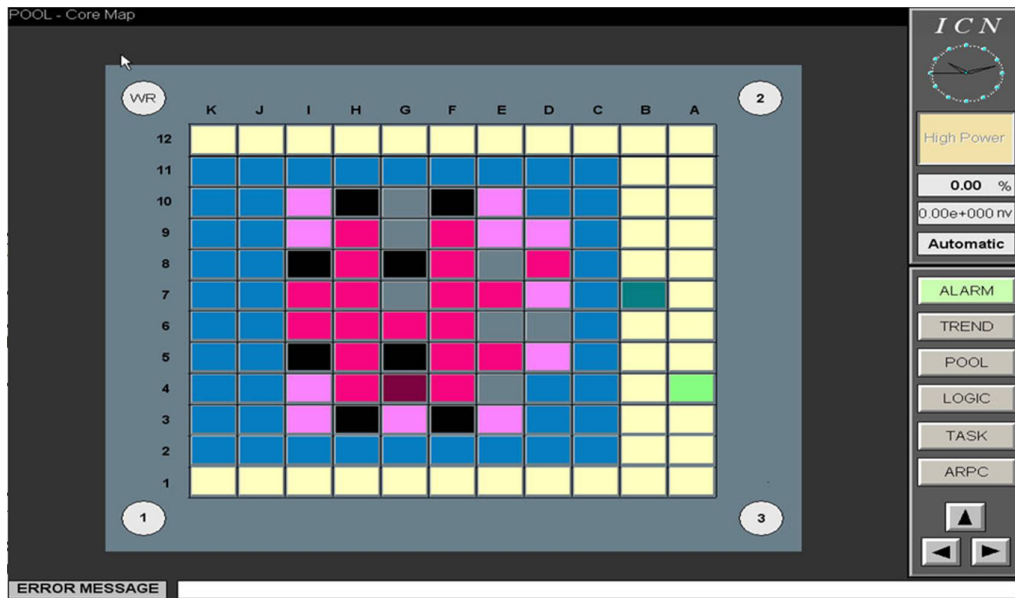 POOL - Core Map
ICN
WR
2
K J I H G F E D C B A
12
11
10
9
8
7
6
5
4
3
2
1
1
3
High Power
0.00 %
0.00e+000 nv
Automatic
ALARM
TREND
POOL
LOGIC
TASK
ARPC
ERROR MESSAGE